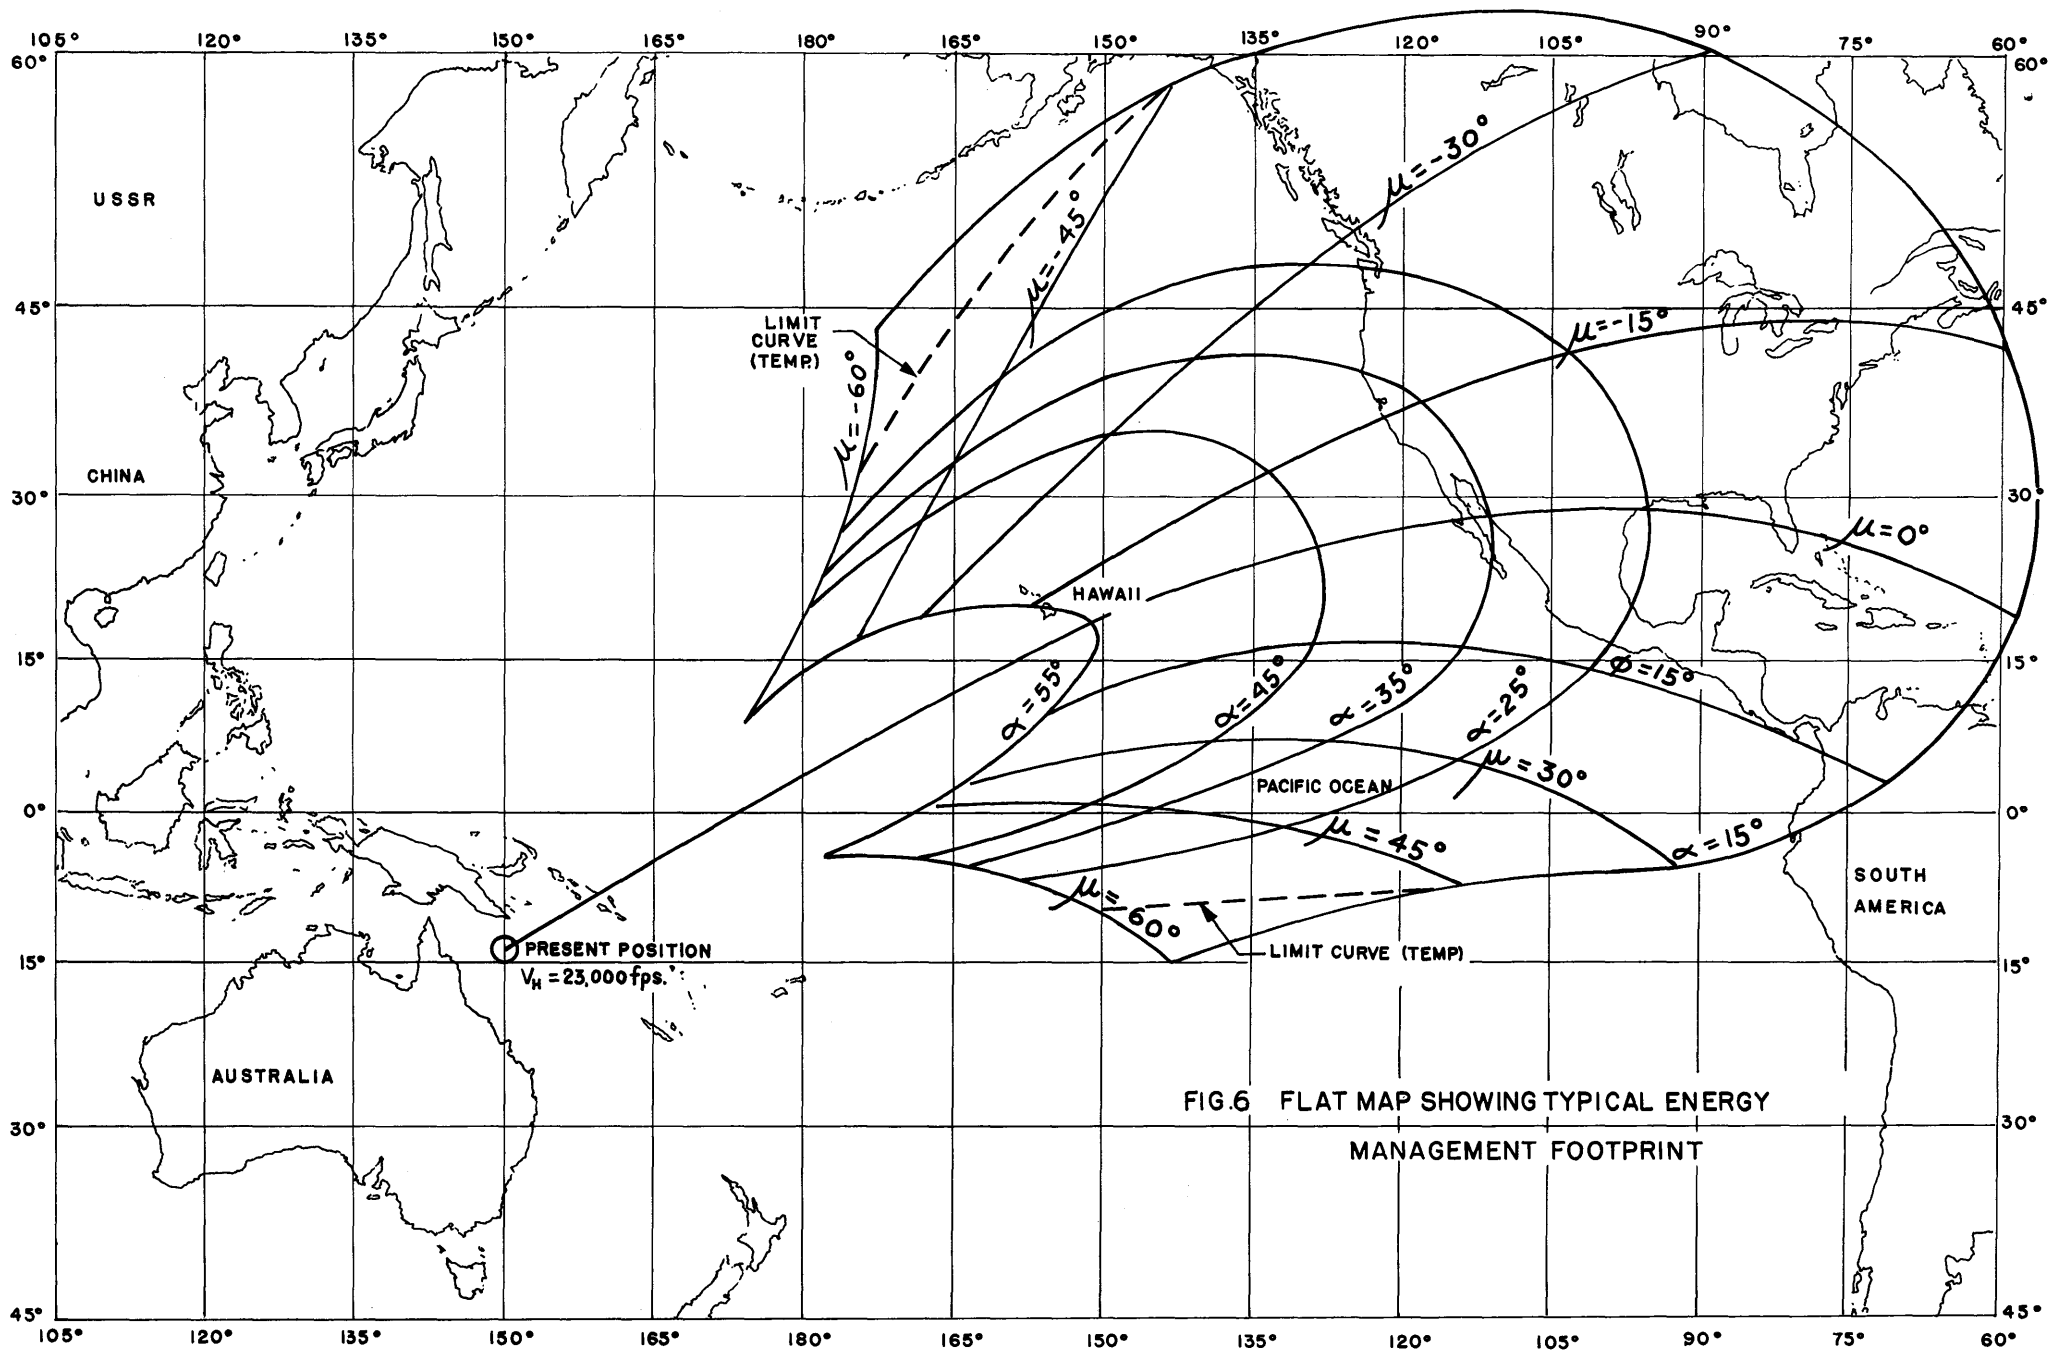 105° 120° 135° 150° 165° 180° 165° 150° 135° 120° 105° 90° 75° 60°
60° 60°
μ=-30°
USSR
μ=-45°
45° 45°
LIMIT
CURVE
(TEMP.)
μ=-15°
μ=-60°
CHINA
30° 30°
μ=0°
HAWAII
15° 15°
α=55°
α=45°
α=35°
α=25°
φ=15°
μ=30°
PACIFIC OCEAN
0° 0°
μ=45°
α=15°
SOUTH
AMERICA
μ=60°
PRESENT POSITION
V_H = 23,000 fps.
LIMIT CURVE (TEMP)
15° 15°
AUSTRALIA
FIG.6 FLAT MAP SHOWING TYPICAL ENERGY
MANAGEMENT FOOTPRINT
30° 30°
45° 45°
105° 120° 135° 150° 165° 180° 165° 150° 135° 120° 105° 90° 75° 60°